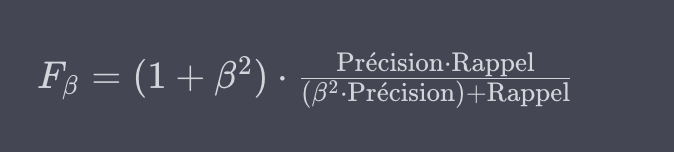 F_β = (1 + β²) · Précision·Rappel / (β²·Précision)+Rappel